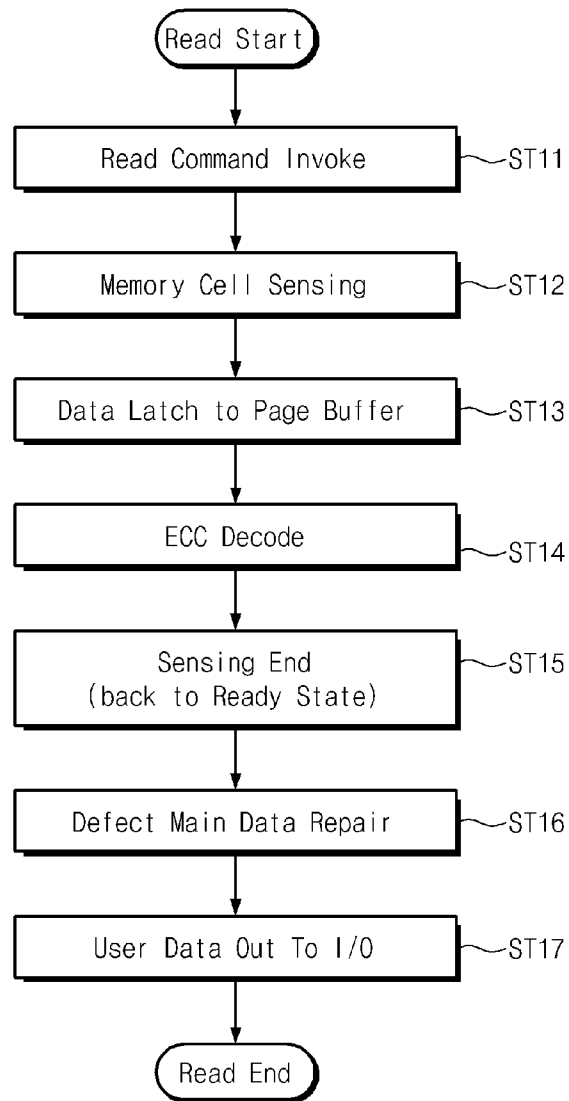 Read Start
Read Command Invoke
ST11
Memory Cell Sensing
ST12
Data Latch to Page Buffer
ST13
ECC Decode
ST14
Sensing End
(back to Ready State)
ST15
Defect Main Data Repair
ST16
User Data Out To I/O
ST17
Read End